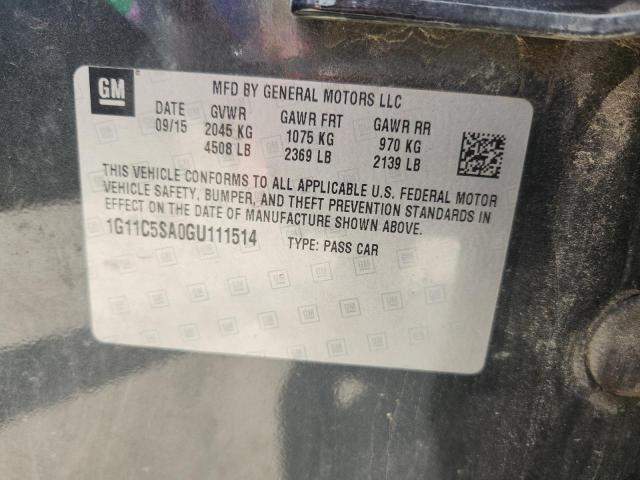 GM
MFD BY GENERAL MOTORS LLC
DATE GVWR GAWR FRT GAWR RR
09/15 2045 KG 1075 KG 970 KG
4508 LB 2369 LB 2139 LB
THIS VEHICLE CONFORMS TO ALL APPLICABLE U.S. FEDERAL MOTOR
VEHICLE SAFETY, BUMPER, AND THEFT PREVENTION STANDARDS IN
EFFECT ON THE DATE OF MANUFACTURE SHOWN ABOVE.
1G11C5SA0GU111514 TYPE: PASS CAR